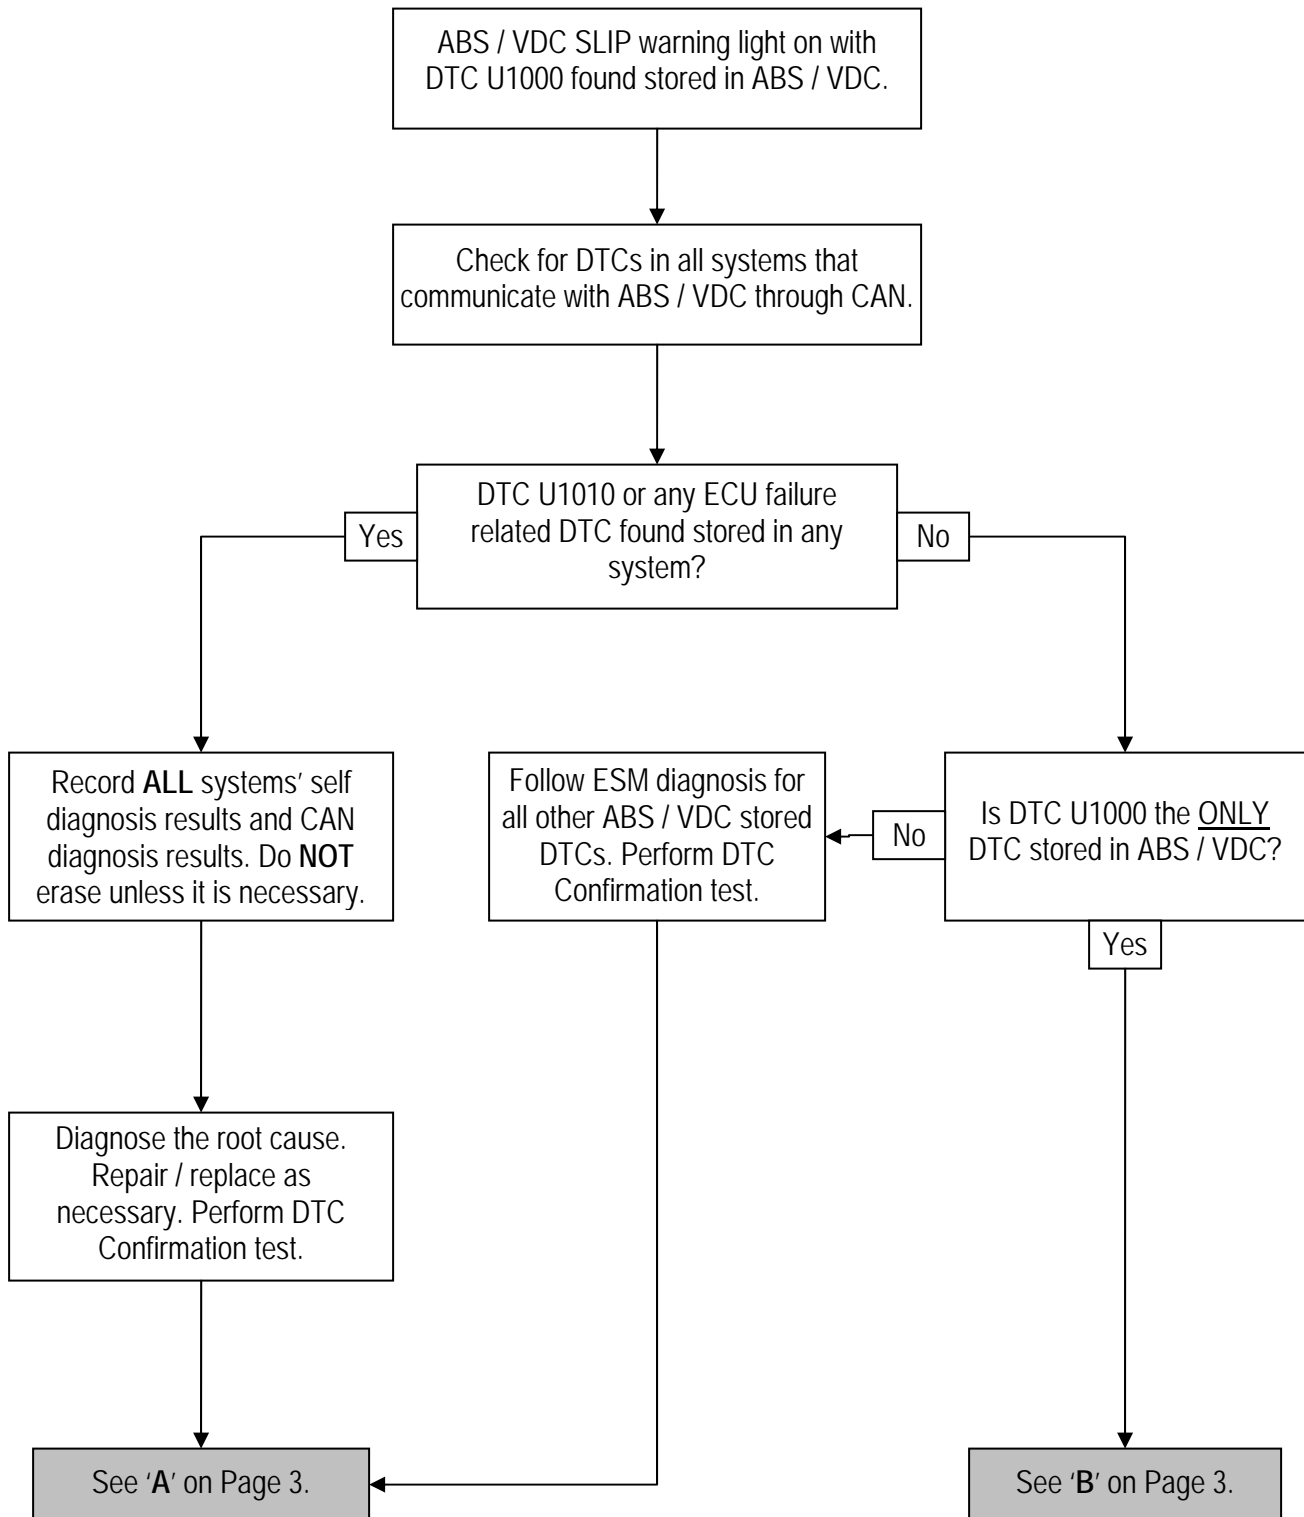 ABS / VDC SLIP warning light on with
DTC U1000 found stored in ABS / VDC.
Check for DTCs in all systems that
communicate with ABS / VDC through CAN.
DTC U1010 or any ECU failure
related DTC found stored in any
system?
Yes
No
Record ALL systems’ self
diagnosis results and CAN
diagnosis results. Do NOT
erase unless it is necessary.
Follow ESM diagnosis for
all other ABS / VDC stored
DTCs. Perform DTC
Confirmation test.
No
Is DTC U1000 the ONLY
DTC stored in ABS / VDC?
Yes
Diagnose the root cause.
Repair / replace as
necessary. Perform DTC
Confirmation test.
See ‘A’ on Page 3.
See ‘B’ on Page 3.